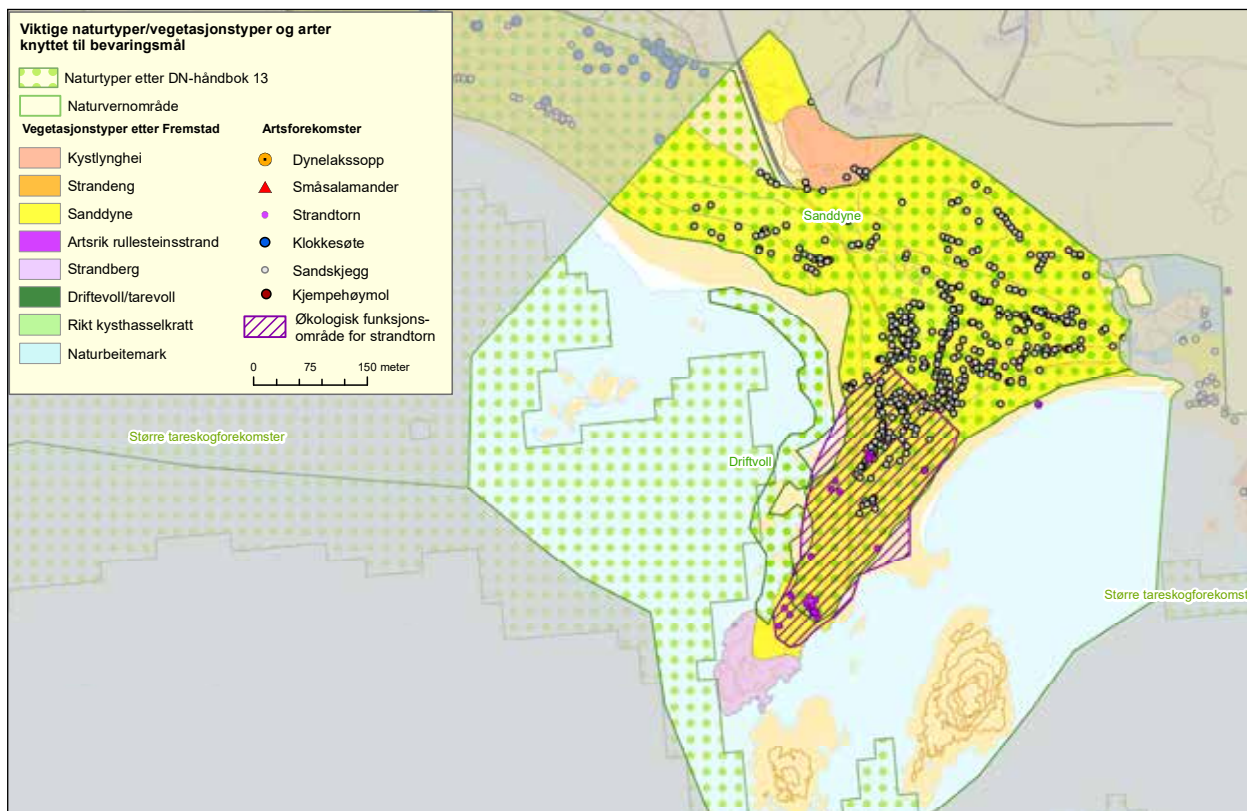 Viktige naturtyper/vegetasjonstyper og arter
knyttet til bevaringsmål
Naturtyper etter DN-håndbok 13
Naturvernområde
Vegetasjonstyper etter Fremstad
Kystlynghei
Strandeng
Sanddyne
Artsrik rullesteinsstrand
Strandberg
Driftevoll/tarevoll
Rikt kysthasselkratt
Naturbeitemark
Artsforekomster
Dynelakssopp
Småsalamander
Strandtorn
Klokkesøte
Sandskjegg
Kjempehøymol
Økologisk funksjons-
område for strandtorn
0 75 150 meter
Sanddyne
Større tareskogforekomster
Driftvoll
Større tareskogforekomst